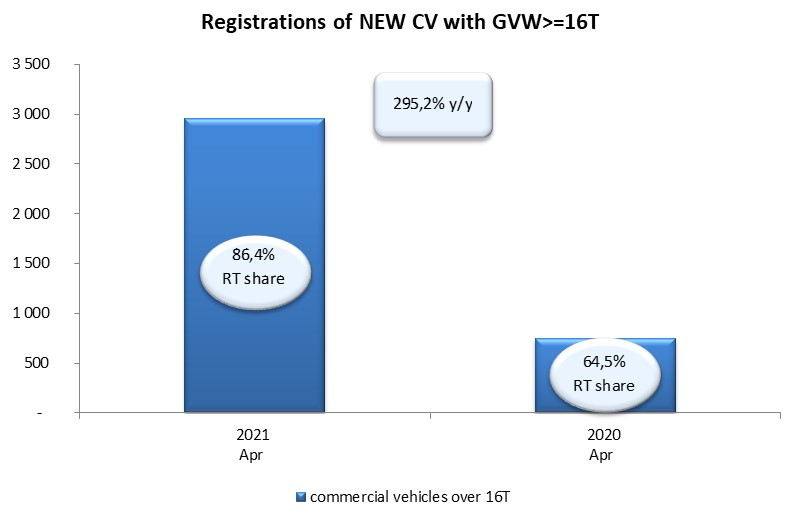 Registrations of NEW CV with GVW>=16T
3 500
3 000
2 500
2 000
1 500
1 000
500
-
295,2% y/y
86,4%
RT share
64,5%
RT share
2021
Apr
2020
Apr
commercial vehicles over 16T